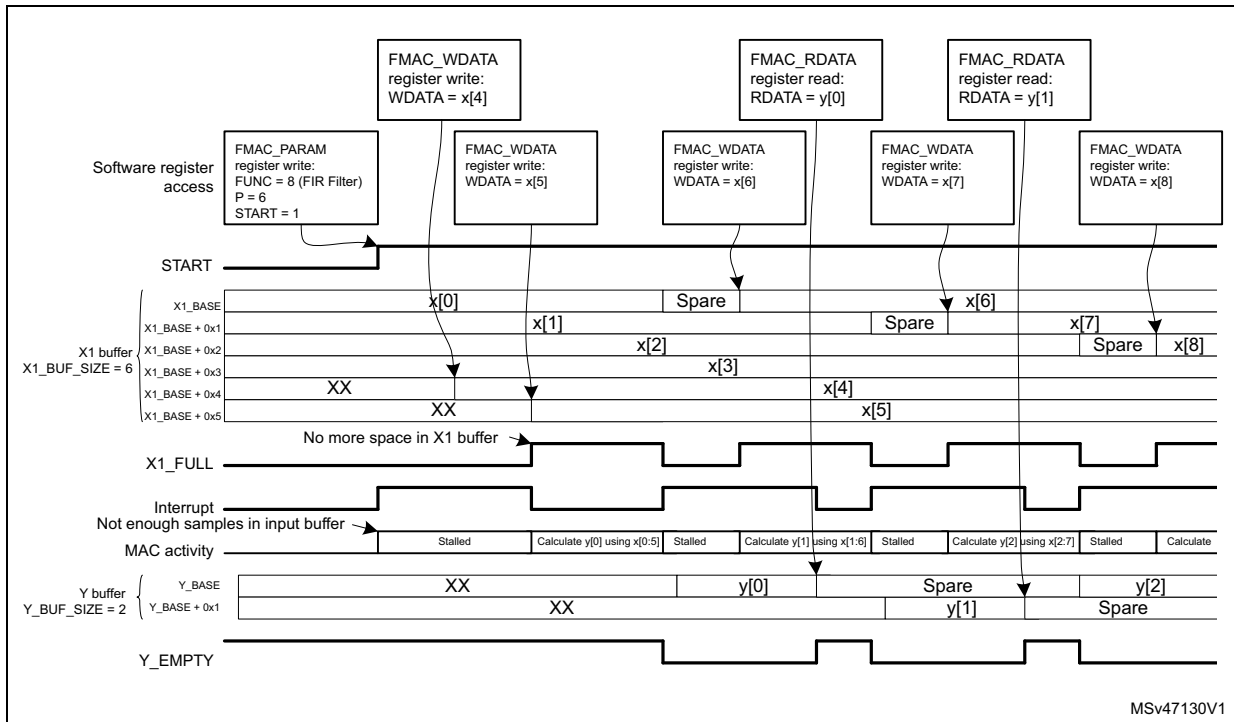 FMAC_WDATA
register write:
WDATA = x[4]
FMAC_RDATA
register read:
RDATA = y[0]
FMAC_RDATA
register read:
RDATA = y[1]
Software register
access
FMAC_PARAM
register write:
FUNC = 8 (FIR Filter)
P = 6
START = 1
FMAC_WDATA
register write:
WDATA = x[5]
FMAC_WDATA
register write:
WDATA = x[6]
FMAC_WDATA
register write:
WDATA = x[7]
FMAC_WDATA
register write:
WDATA = x[8]
START
X1 buffer
X1_BUF_SIZE = 6
X1_BASE x[0] Spare x[6]
X1_BASE + 0x1 x[1] Spare x[7]
X1_BASE + 0x2 x[2] Spare x[8]
X1_BASE + 0x3 x[3]
X1_BASE + 0x4 XX x[4]
X1_BASE + 0x5 XX x[5]
No more space in X1 buffer
X1_FULL
Interrupt
Not enough samples in input buffer
MAC activity Stalled Calculate y[0] using x[0:5] Stalled Calculate y[1] using x[1:6] Stalled Calculate y[2] using x[2:7] Stalled Calculate
Y buffer
Y_BUF_SIZE = 2
Y_BASE XX y[0] Spare y[2]
Y_BASE + 0x1 XX y[1] Spare
Y_EMPTY
MSv47130V1